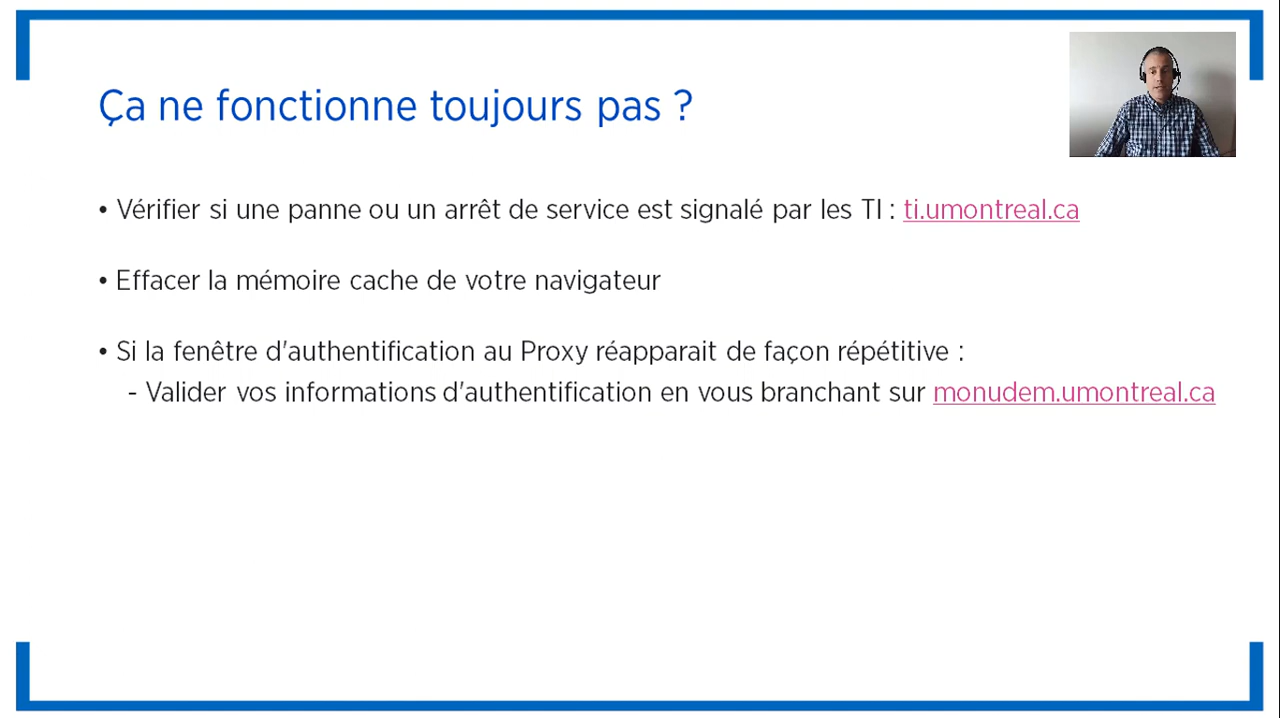 Ça ne fonctionne toujours pas ?
• Vérifier si une panne ou un arrêt de service est signalé par les TI : ti.umontreal.ca
• Effacer la mémoire cache de votre navigateur
• Si la fenêtre d'authentification au Proxy réapparait de façon répétitive :
- Valider vos informations d'authentification en vous branchant sur monudem.umontreal.ca